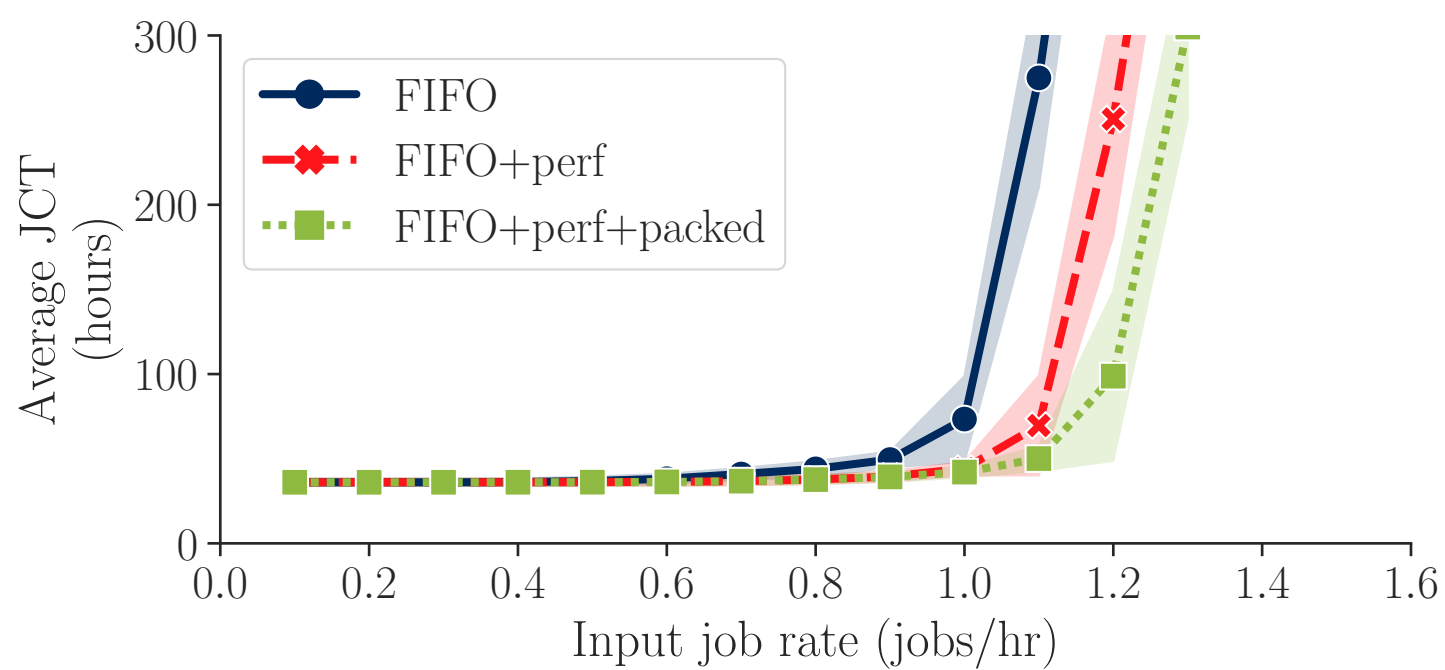 300
200
100
0
Average JCT
(hours)
FIFO
FIFO+perf
FIFO+perf+packed
0.0 0.2 0.4 0.6 0.8 1.0 1.2 1.4 1.6
Input job rate (jobs/hr)